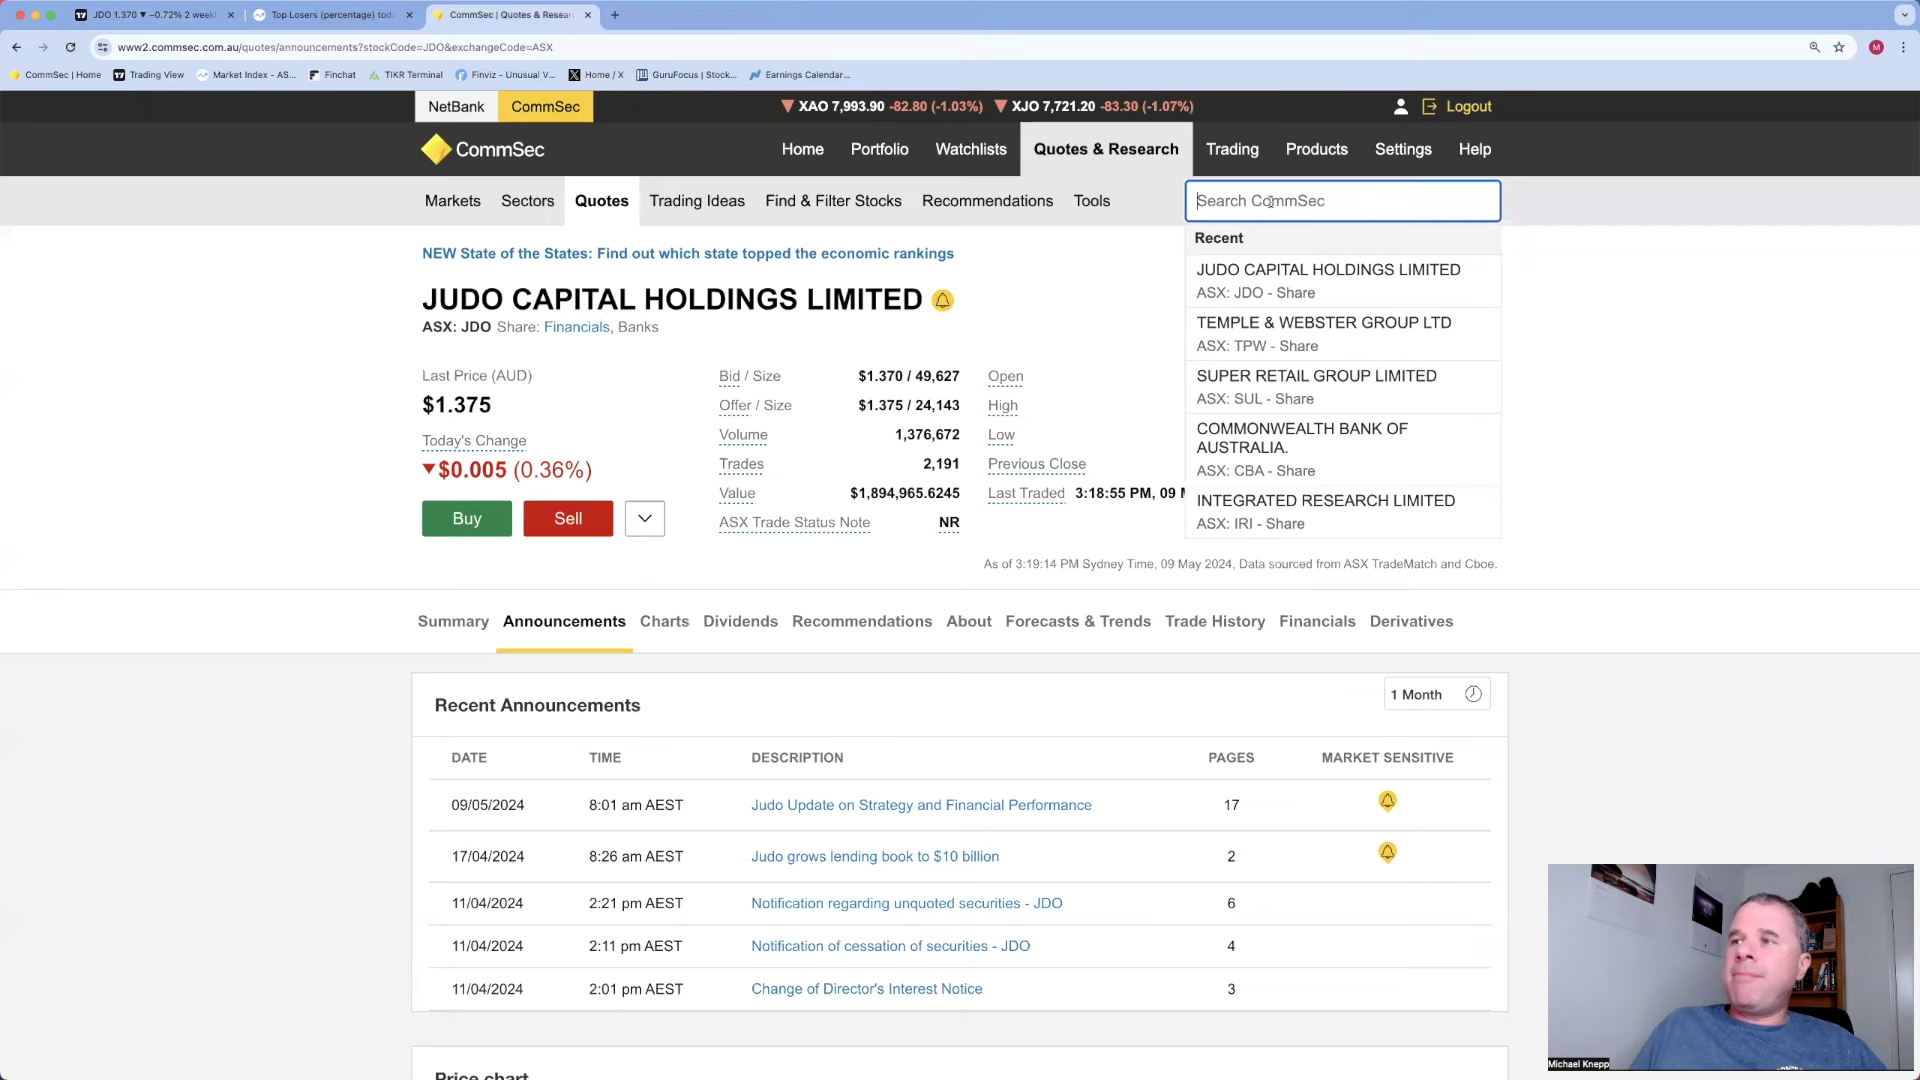 JDO 1.370 ▼ −0.72% 2 week
Top Losers (percentage) toda
CommSec | Quotes & Resear
www2.commsec.com.au/quotes/announcements?stockCode=JDO&exchangeCode=ASX
M
CommSec | Home
Trading View
Market Index - AS...
Finchat
TIKR Terminal
Finviz - Unusual V...
Home / X
GuruFocus | Stock...
Earnings Calendar...
NetBank
CommSec
XAO 7,993.90 -82.80 (-1.03%)
XJO 7,721.20 -83.30 (-1.07%)
Logout
CommSec
Home
Portfolio
Watchlists
Quotes & Research
Trading
Products
Settings
Help
Markets
Sectors
Quotes
Trading Ideas
Find & Filter Stocks
Recommendations
Tools
Search CommSec
Recent
JUDO CAPITAL HOLDINGS LIMITED
ASX: JDO - Share
TEMPLE & WEBSTER GROUP LTD
ASX: TPW - Share
SUPER RETAIL GROUP LIMITED
ASX: SUL - Share
COMMONWEALTH BANK OF
AUSTRALIA.
ASX: CBA - Share
INTEGRATED RESEARCH LIMITED
ASX: IRI - Share
NEW State of the States: Find out which state topped the economic rankings
JUDO CAPITAL HOLDINGS LIMITED
ASX: JDO Share: Financials, Banks
Last Price (AUD)
$1.375
Today's Change
▼$0.005 (0.36%)
Buy
Sell
Bid / Size $1.370 / 49,627
Offer / Size $1.375 / 24,143
Volume 1,376,672
Trades 2,191
Value $1,894,965.6245
ASX Trade Status Note NR
Open
High
Low
Previous Close
Last Traded 3:18:55 PM, 09
As of 3:19:14 PM Sydney Time, 09 May 2024, Data sourced from ASX TradeMatch and Cboe.
Summary
Announcements
Charts
Dividends
Recommendations
About
Forecasts & Trends
Trade History
Financials
Derivatives
Recent Announcements
1 Month
DATE TIME DESCRIPTION PAGES MARKET SENSITIVE
09/05/2024 8:01 am AEST Judo Update on Strategy and Financial Performance 17
17/04/2024 8:26 am AEST Judo grows lending book to $10 billion 2
11/04/2024 2:21 pm AEST Notification regarding unquoted securities - JDO 6
11/04/2024 2:11 pm AEST Notification of cessation of securities - JDO 4
11/04/2024 2:01 pm AEST Change of Director's Interest Notice 3
Price chart
Michael Knepp